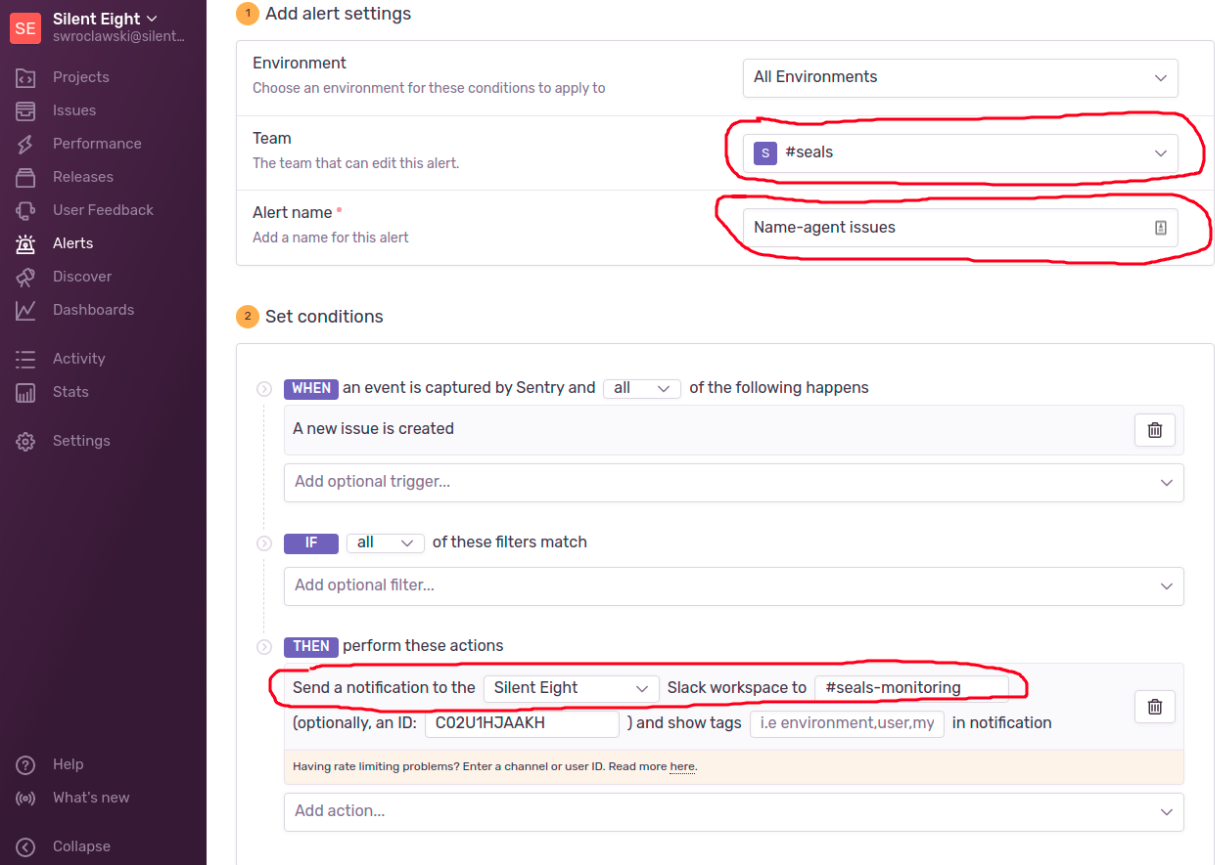 SE
Silent Eight
swroclawski@silent...
Projects
Issues
Performance
Releases
User Feedback
Alerts
Discover
Dashboards
Activity
Stats
Settings
Help
What's new
Collapse
1 Add alert settings
Environment
Choose an environment for these conditions to apply to
All Environments
Team
The team that can edit this alert.
S #seals
Alert name *
Add a name for this alert
Name-agent issues
2 Set conditions
WHEN an event is captured by Sentry and all of the following happens
A new issue is created
Add optional trigger...
IF all of these filters match
Add optional filter...
THEN perform these actions
Send a notification to the Silent Eight Slack workspace to #seals-monitoring
(optionally, an ID: C02U1HJAAKH ) and show tags i.e environment,user,my in notification
Having rate limiting problems? Enter a channel or user ID. Read more here.
Add action...